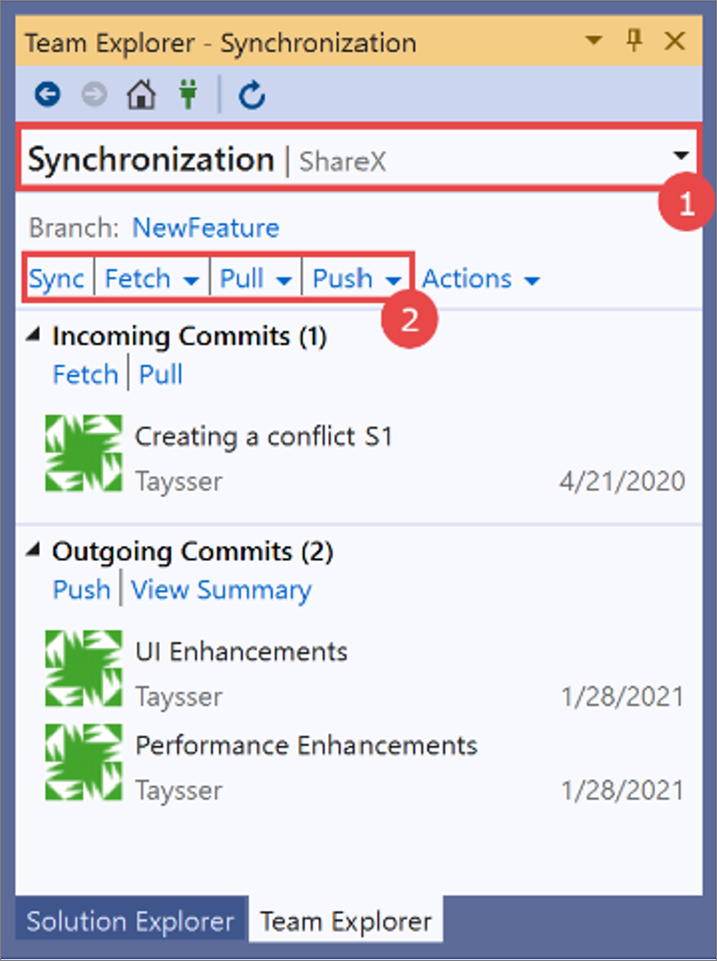 Team Explorer - Synchronization
Synchronization | ShareX
1
Branch: NewFeature
Sync Fetch Pull Push Actions
2
Incoming Commits (1)
Fetch Pull
Creating a conflict S1
Taysser 4/21/2020
Outgoing Commits (2)
Push View Summary
UI Enhancements
Taysser 1/28/2021
Performance Enhancements
Taysser 1/28/2021
Solution Explorer Team Explorer